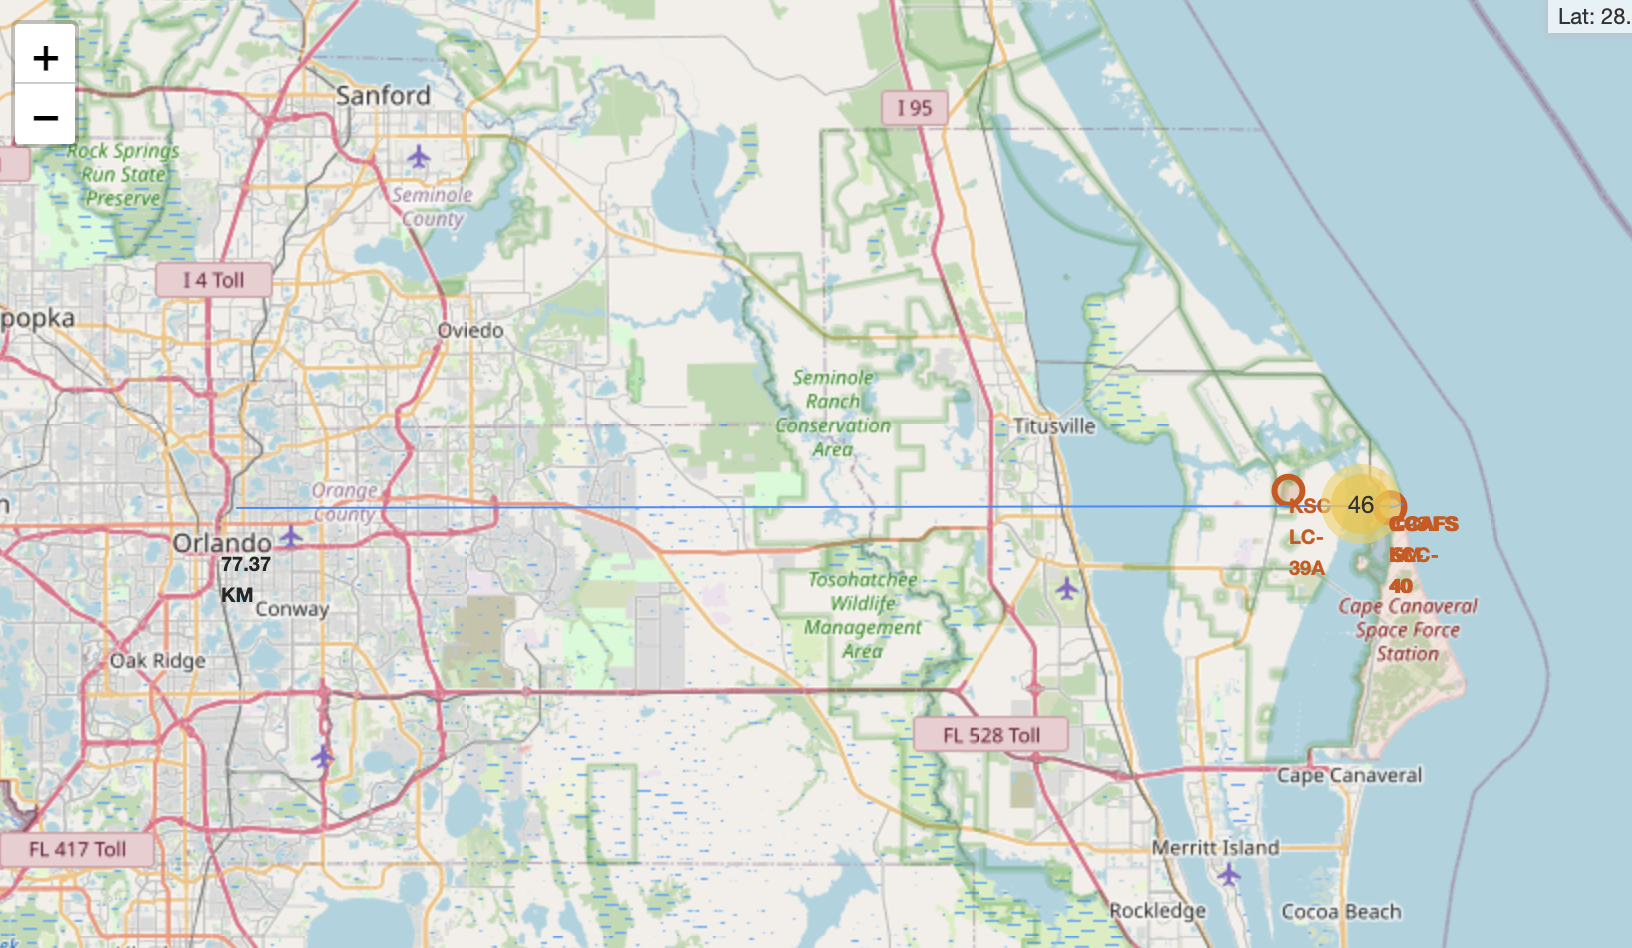 +
−
Lat: 28.
Sanford
I 95
Rock Springs
Run State
Preserve
Seminole
County
I 4 Toll
popka
Oviedo
Seminole
Ranch
Conservation
Area
Titusville
Orange
County
46
KSC
LC-
39A
CCAFS
40
Orlando
77.37
KM
Conway
Tosohatchee
Wildlife
Management
Area
Cape Canaveral
Space Force
Station
Oak Ridge
FL 528 Toll
Cape Canaveral
FL 417 Toll
Merritt Island
Rockledge
Cocoa Beach